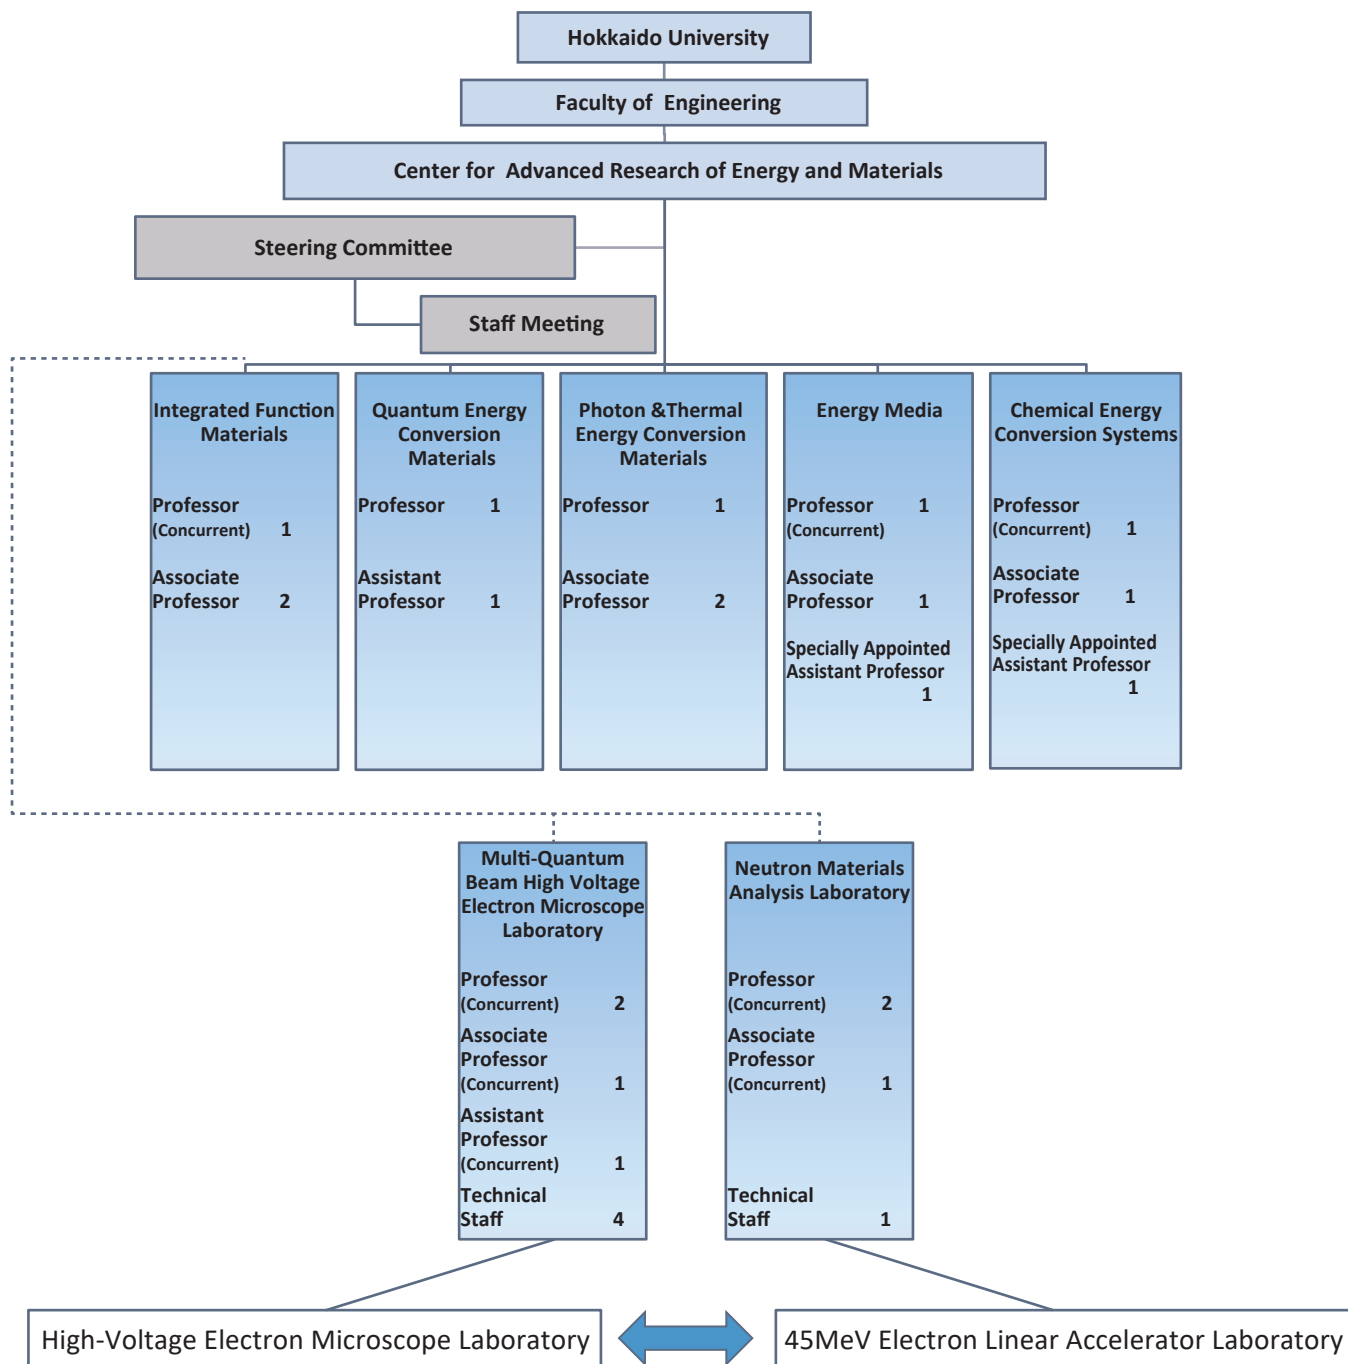 Hokkaido University
Faculty of Engineering
Center for Advanced Research of Energy and Materials
Steering Committee
Staff Meeting
Integrated Function
Materials
Professor
(Concurrent) 1
Associate
Professor 2
Quantum Energy
Conversion
Materials
Professor 1
Assistant
Professor 1
Photon &Thermal
Energy Conversion
Materials
Professor 1
Associate
Professor 2
Energy Media
Professor 1
(Concurrent)
Associate
Professor 1
Specially Appointed
Assistant Professor
1
Chemical Energy
Conversion Systems
Professor
(Concurrent) 1
Associate
Professor 1
Specially Appointed
Assistant Professor
1
Multi-Quantum
Beam High Voltage
Electron Microscope
Laboratory
Professor
(Concurrent) 2
Associate
Professor
(Concurrent) 1
Assistant
Professor
(Concurrent) 1
Technical
Staff 4
Neutron Materials
Analysis Laboratory
Professor
(Concurrent) 2
Associate
Professor
(Concurrent) 1
Technical
Staff 1
High-Voltage Electron Microscope Laboratory
45MeV Electron Linear Accelerator Laboratory